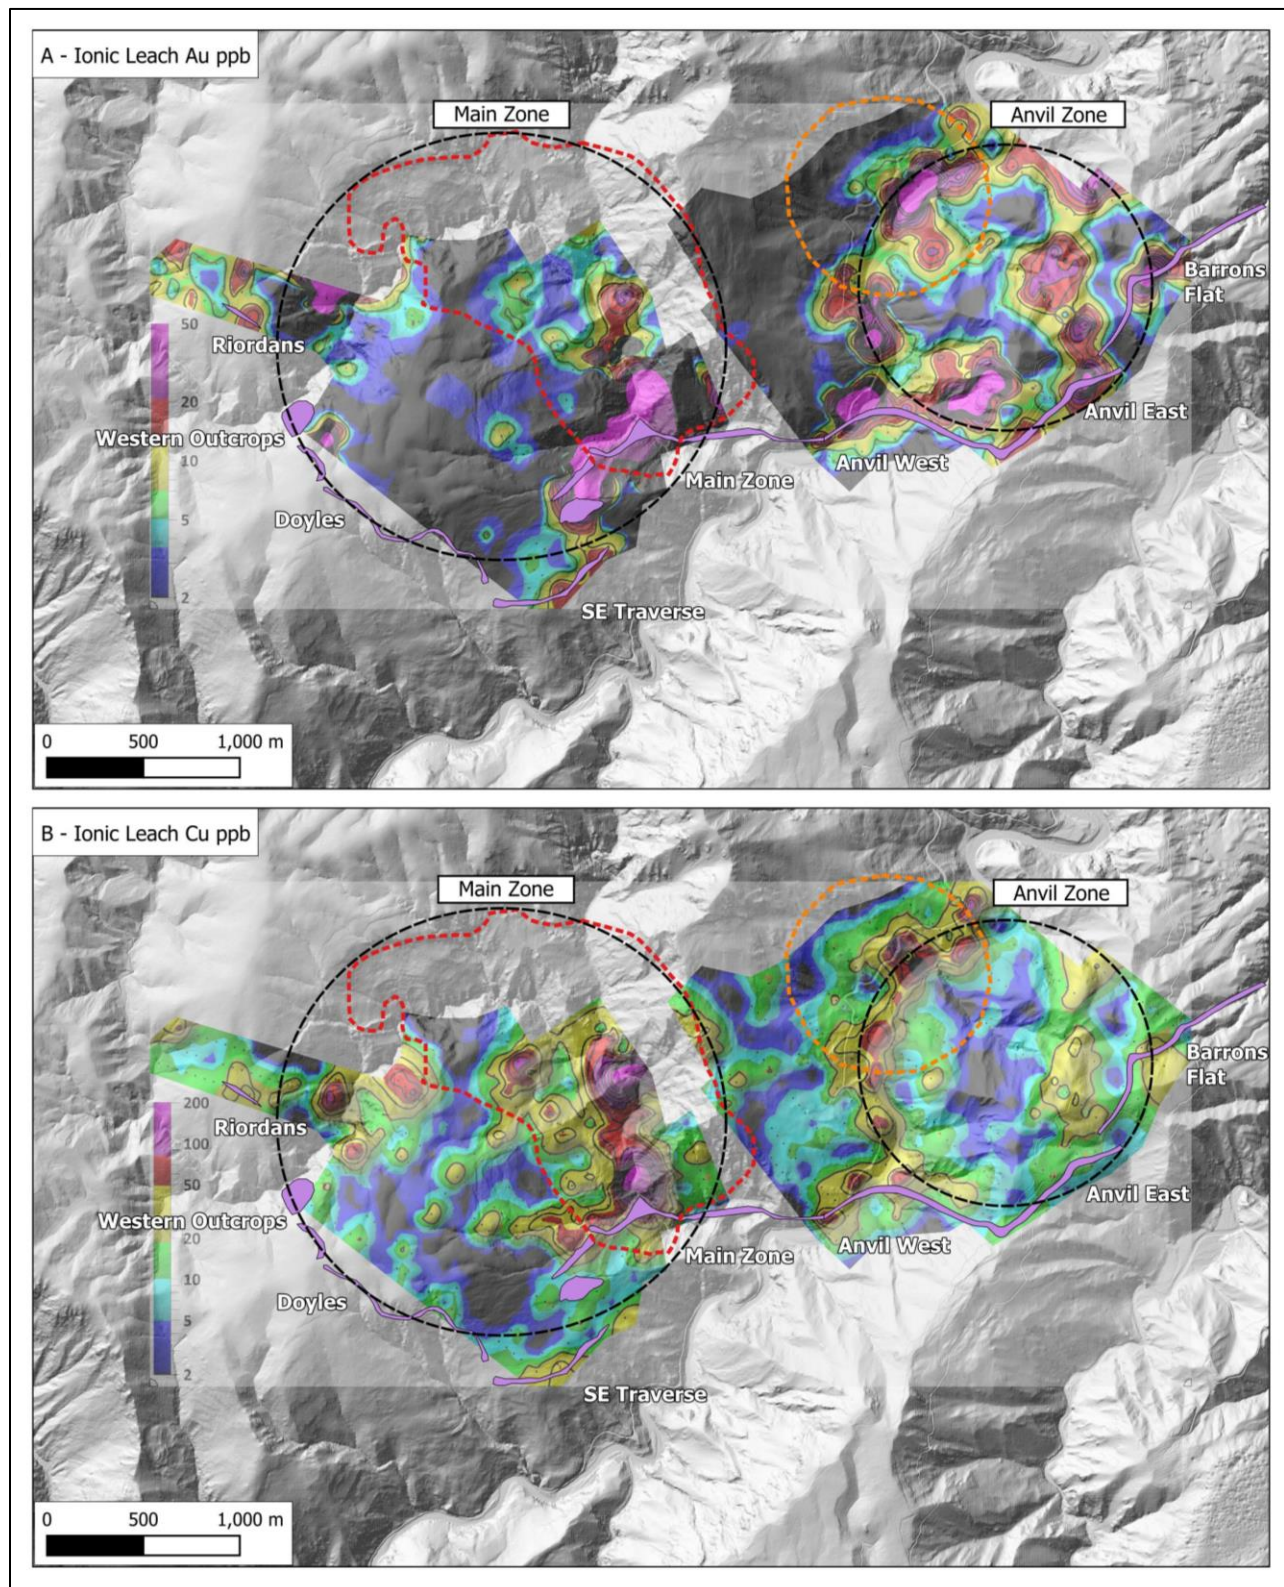 A - Ionic Leach Au ppb
Main Zone
Anvil Zone
Barrons
Flat
50
Riordans
20
Anvil East
Western Outcrops
10
Anvil West
Main Zone
5
Doyles
2
SE Traverse
0 500 1,000 m
B - Ionic Leach Cu ppb
Main Zone
Anvil Zone
Barrons
Flat
200
Riordans
100
50
Anvil East
Western Outcrops
20
Anvil West
Main Zone
10
Doyles
5
2
SE Traverse
0 500 1,000 m